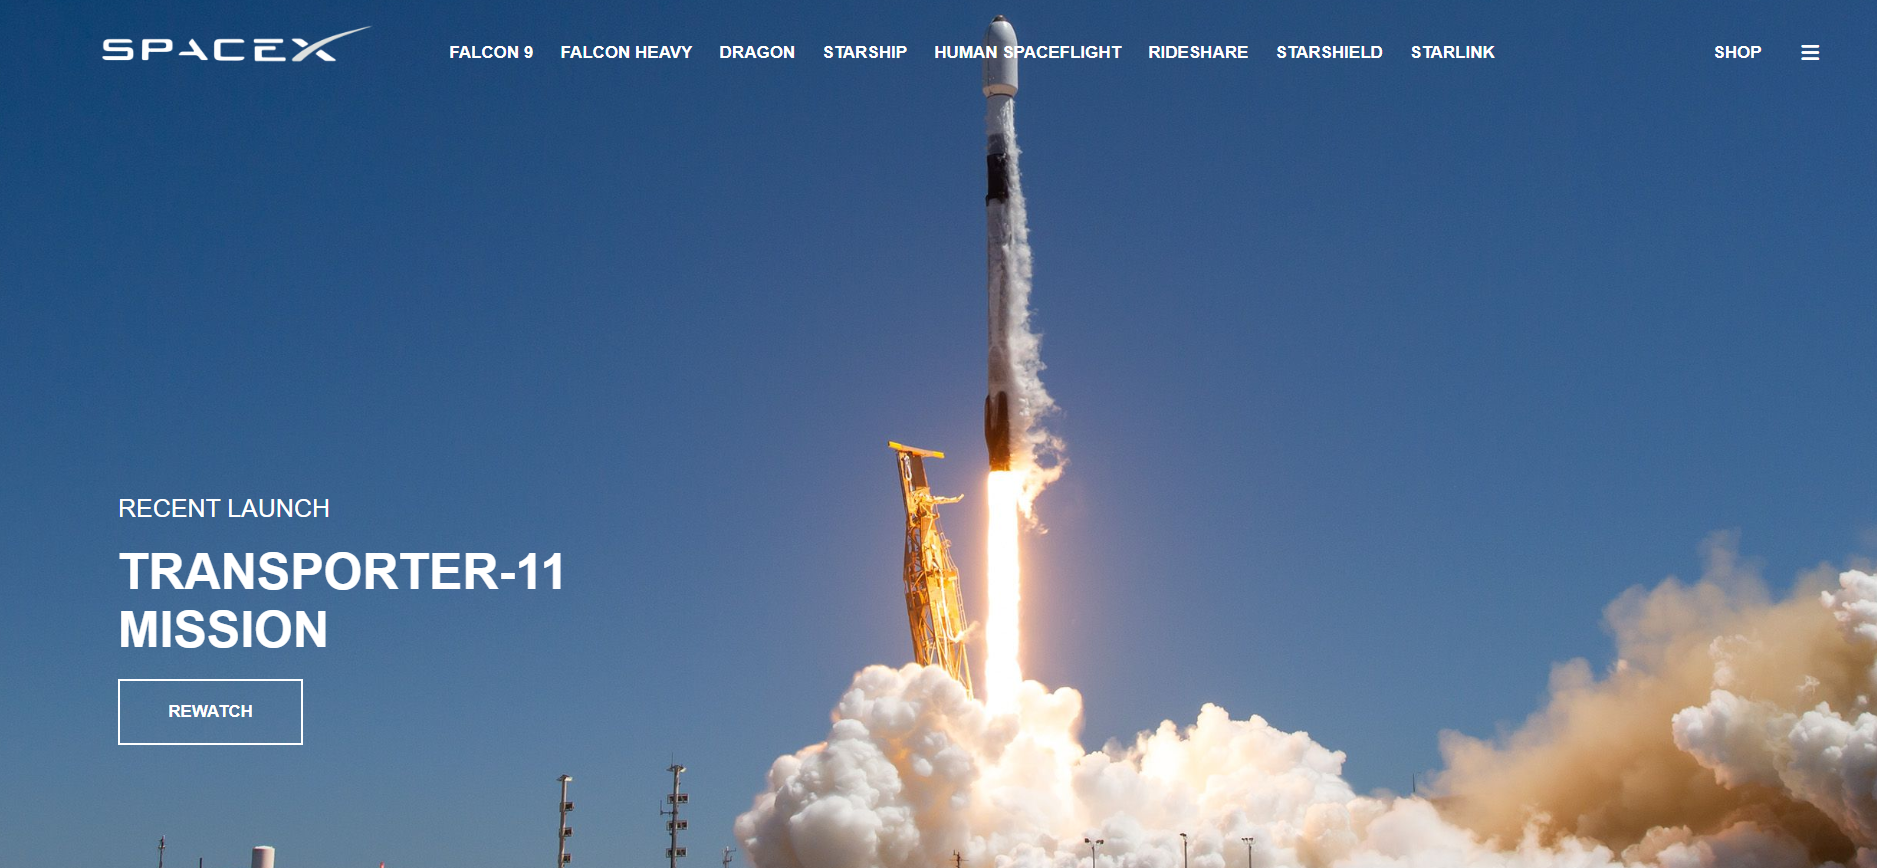 SPACEX
FALCON 9 FALCON HEAVY DRAGON STARSHIP HUMAN SPACEFLIGHT RIDESHARE STARSHIELD STARLINK SHOP
RECENT LAUNCH
TRANSPORTER-11
MISSION
REWATCH